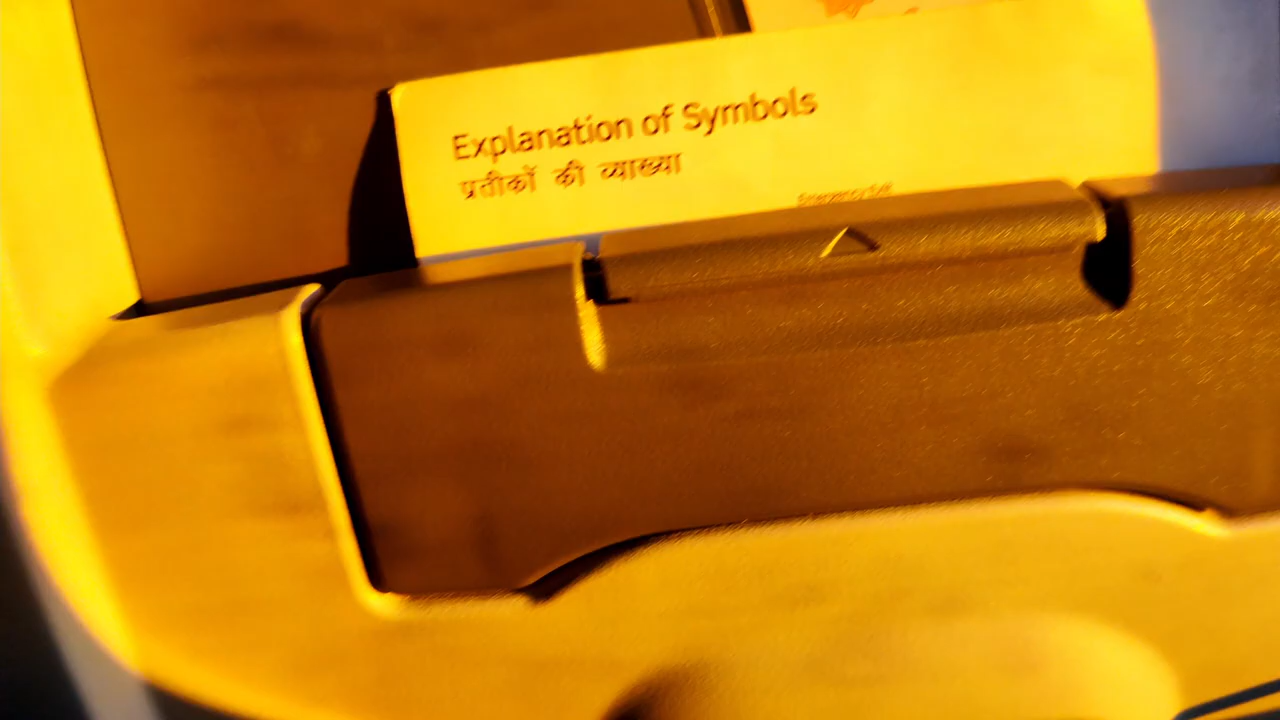 Explanation of Symbols
प्रतीकों की व्याख्या